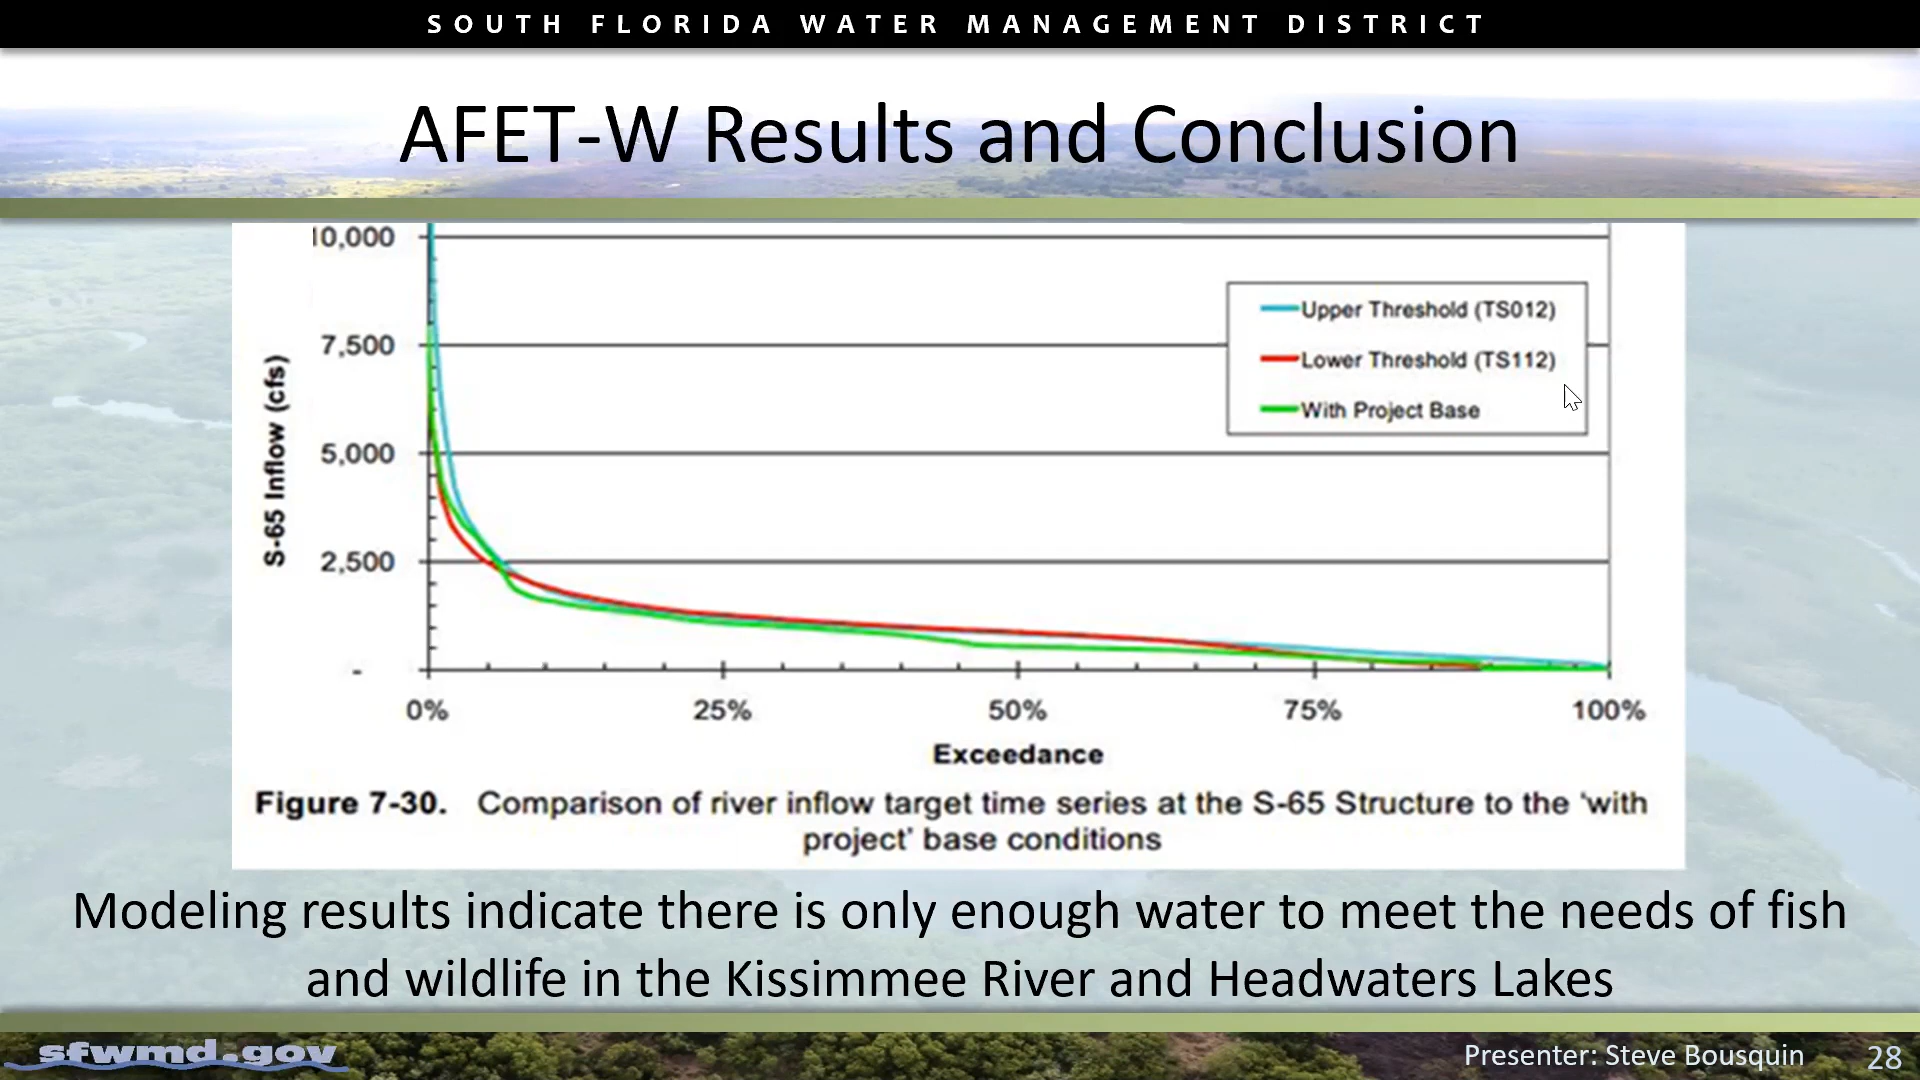 SOUTH FLORIDA WATER MANAGEMENT DISTRICT
AFET-W Results and Conclusion
10,000
7,500
5,000
2,500
-
S-65 Inflow (cfs)
Upper Threshold (TS012)
Lower Threshold (TS112)
With Project Base
0% 25% 50% 75% 100%
Exceedance
Figure 7-30. Comparison of river inflow target time series at the S-65 Structure to the 'with
project' base conditions
Modeling results indicate there is only enough water to meet the needs of fish
and wildlife in the Kissimmee River and Headwaters Lakes
sfwmd.gov
Presenter: Steve Bousquin 28